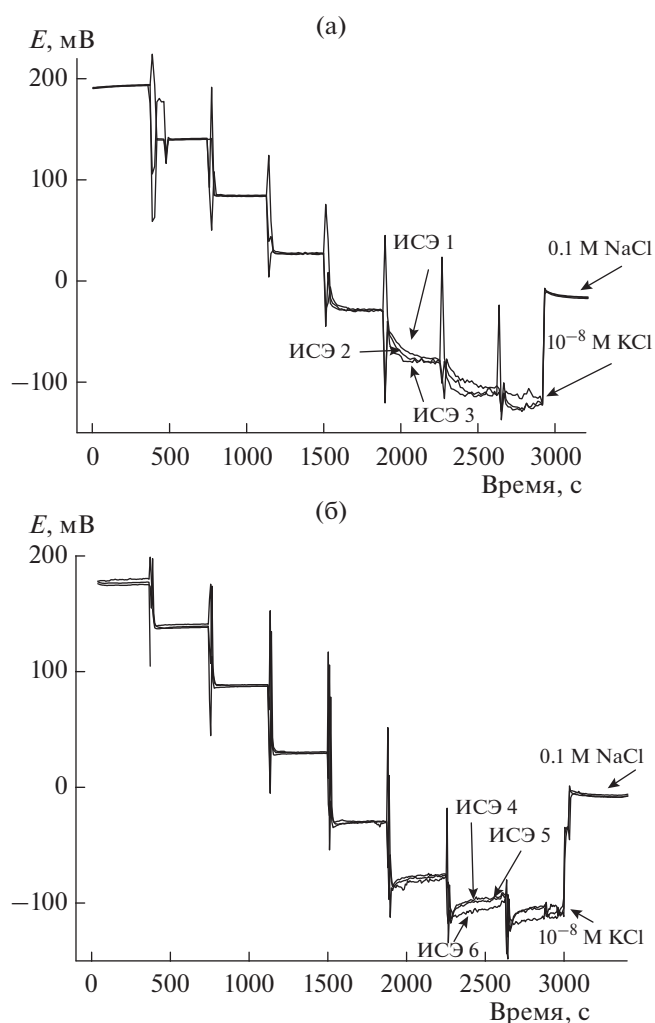 (а)
E, мВ
200
100
0
−100
ИСЭ 1
ИСЭ 2
ИСЭ 3
0.1 М NaCl
10⁻⁸ М KCl
0 500 1000 1500 2000 2500 3000
Время, с
(б)
E, мВ
200
100
0
−100
0.1 М NaCl
ИСЭ 4
ИСЭ 5
ИСЭ 6
10⁻⁸ М KCl
0 500 1000 1500 2000 2500 3000
Время, с